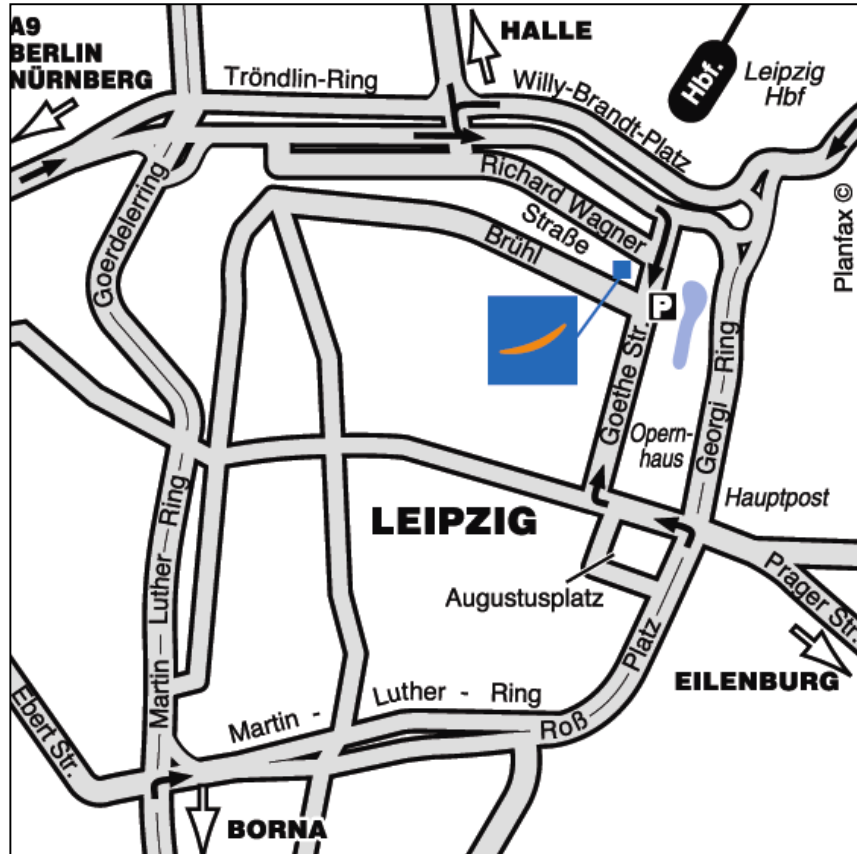 A9
BERLIN
NÜRNBERG
HALLE
Hbf.
Leipzig
Hbf
Tröndlin-Ring
Willy-Brandt-Platz
Richard Wagner
Straße
Brühl
Goerdelerring
Planfax ©
P
Goethe Str.
Georgi - Ring
Opern-
haus
Hauptpost
LEIPZIG
Augustusplatz
Prager Str.
EILENBURG
Martin - Luther - Ring
Martin - Luther - Ring
Roß Platz
Ebert Str.
BORNA